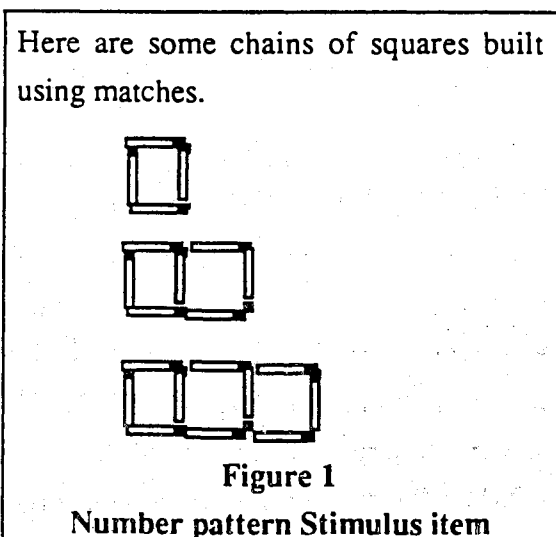 Here are some chains of squares built
using matches.
Figure 1
Number pattern Stimulus item